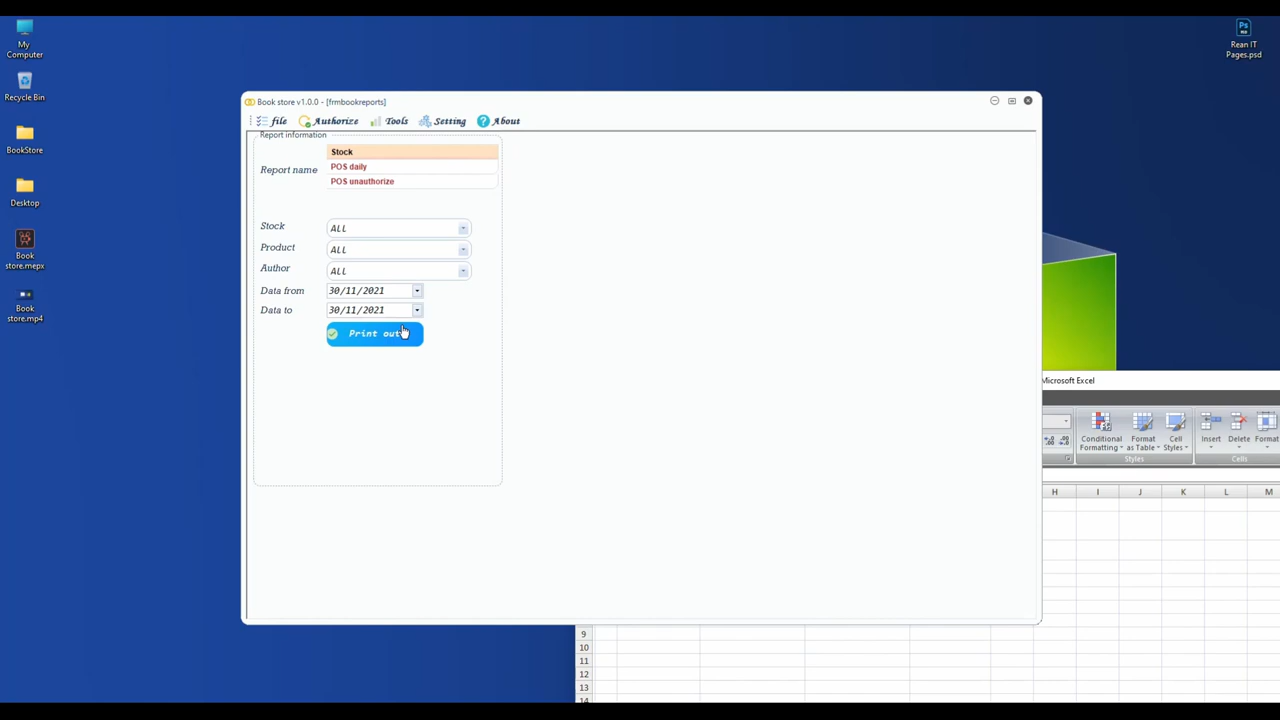 My
Computer
Recycle Bin
BookStore
Desktop
Book
store.mepx
Book
store.mp4
Ps
Rean IT
Pages.psd
Book store v1.0.0 - [frmbookreports]
file Authorize Tools Setting About
Report information
Report name
Stock
POS daily
POS unauthorize
Stock ALL
Product ALL
Author ALL
Data from 30/11/2021
Data to 30/11/2021
Print out
Microsoft Excel
Conditional
Formatting
Format
as Table
Cell
Styles
Insert
Delete
Format
Styles
Cells
H I J K L M
9
10
11
12
13
14